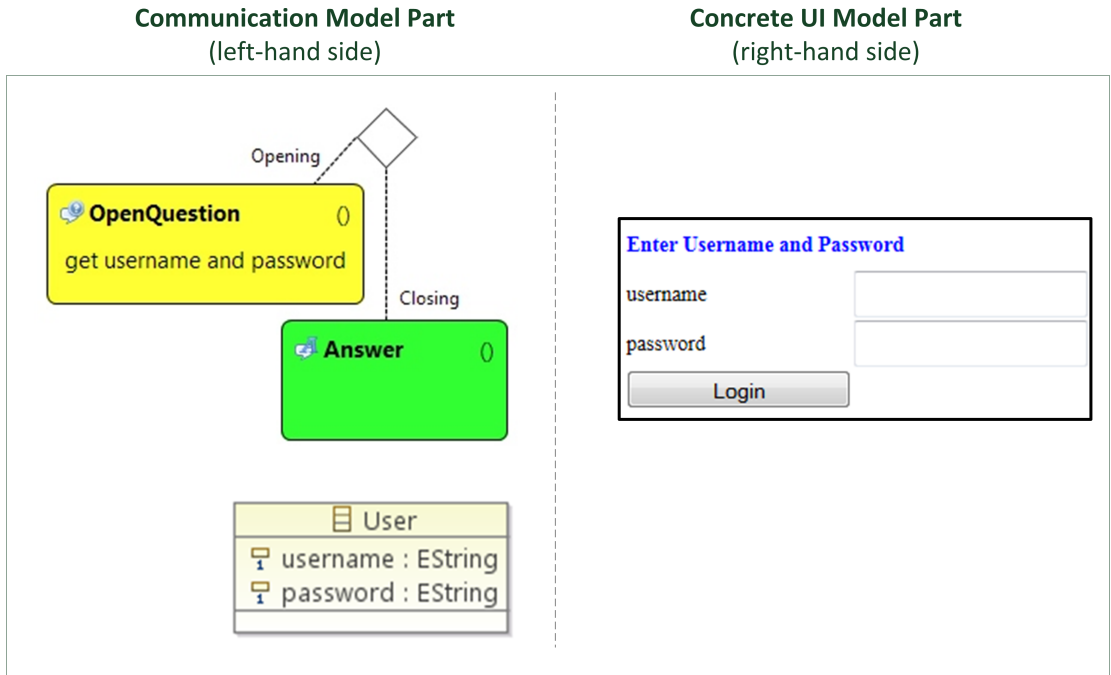 Communication Model Part
(left-hand side)
Concrete UI Model Part
(right-hand side)
Opening
OpenQuestion ()
get username and password
Closing
Answer ()
User
username : EString
password : EString
Enter Username and Password
username
password
Login